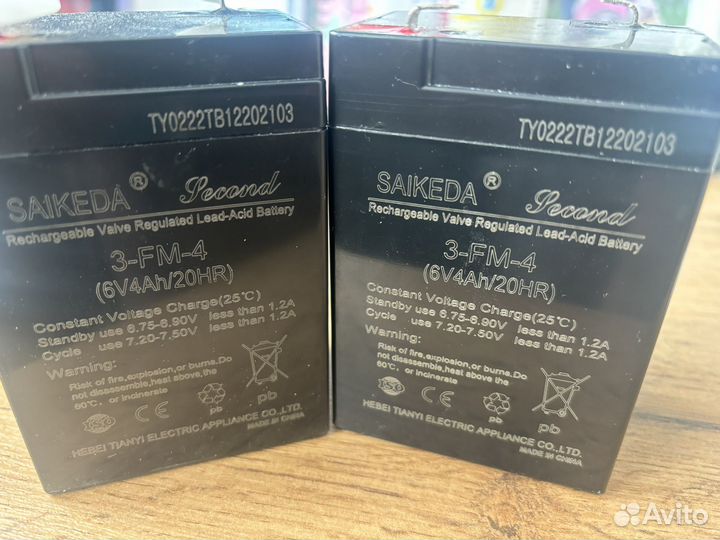 TY0222TB12202103
SAIKEDA ® Second
Rechargeable Valve Regulated Lead-Acid Battery
3-FM-4
(6V4Ah/20HR)
Constant Voltage Charge(25℃)
Standby use 6.75-6.90V less than 1.2A
Cycle use 7.20-7.50V less than 1.2A
Warning:
Risk of fire,explosion,or burns.Do
not disassemble,heat above the
60℃, or incinerate
CE
pb
pb
HEBEI TIANYI ELECTRIC APPLIANCE CO.,LTD.
MADE IN CHINA
TY0222TB12202103
SAIKEDA ® Second
Rechargeable Valve Regulated Lead-Acid Battery
3-FM-4
(6V4Ah/20HR)
Constant Voltage Charge(25℃)
Standby use 6.75-6.90V less than 1.2A
Cycle use 7.20-7.50V less than 1.2A
Warning:
Risk of fire,explosion,or burns.Do
not disassemble,heat above the
60℃, or incinerate
CE
pb
pb
HEBEI TIANYI ELECTRIC APPLIANCE CO.,LTD.
MADE IN CHINA
Avito